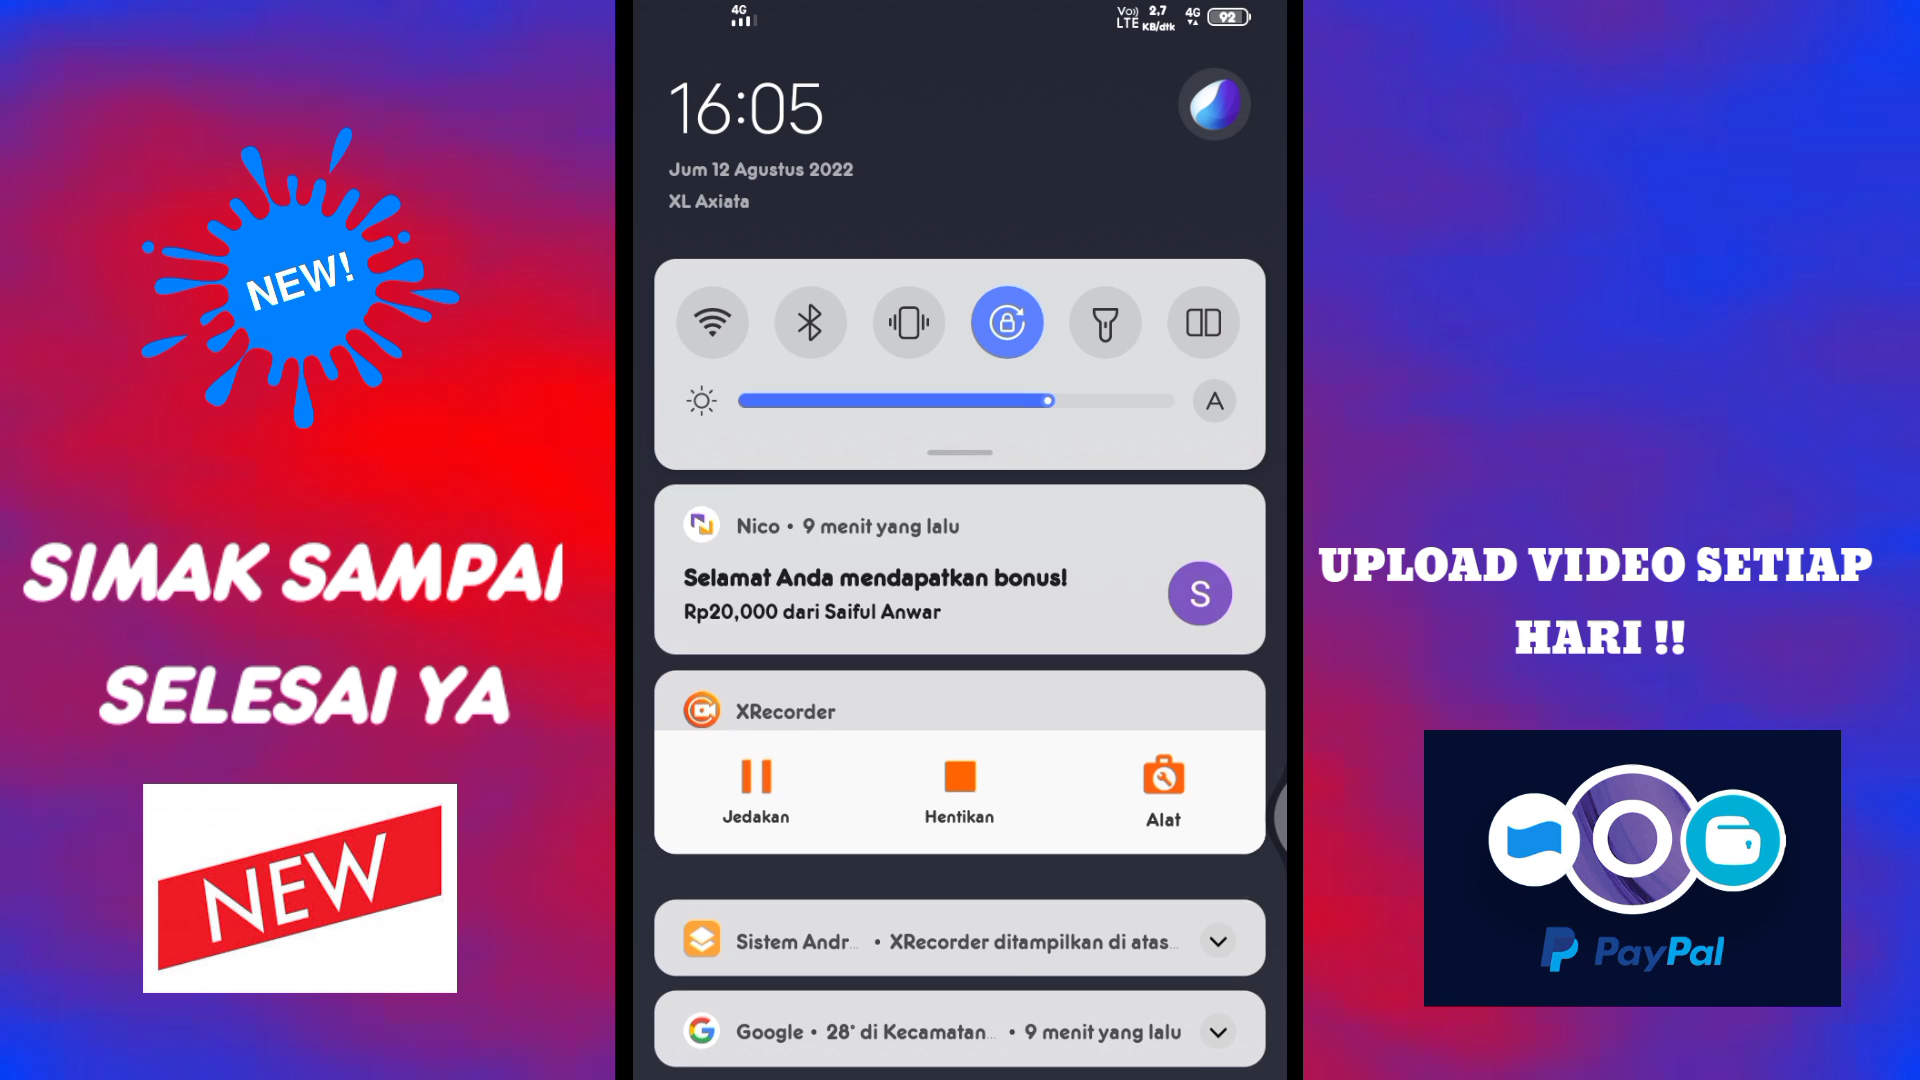 4G
Vo))
LTE
2,7
KB/dtk
4G
92
16:05
Jum 12 Agustus 2022
XL Axiata
A
NEW!
SIMAK SAMPAI
SELESAI YA
NEW
Nico • 9 menit yang lalu
Selamat Anda mendapatkan bonus!
Rp20,000 dari Saiful Anwar
S
XRecorder
Jedakan
Hentikan
Alat
Sistem Andr... • XRecorder ditampilkan di atas...
Google • 28° di Kecamatan... • 9 menit yang lalu
UPLOAD VIDEO SETIAP
HARI !!
PayPal